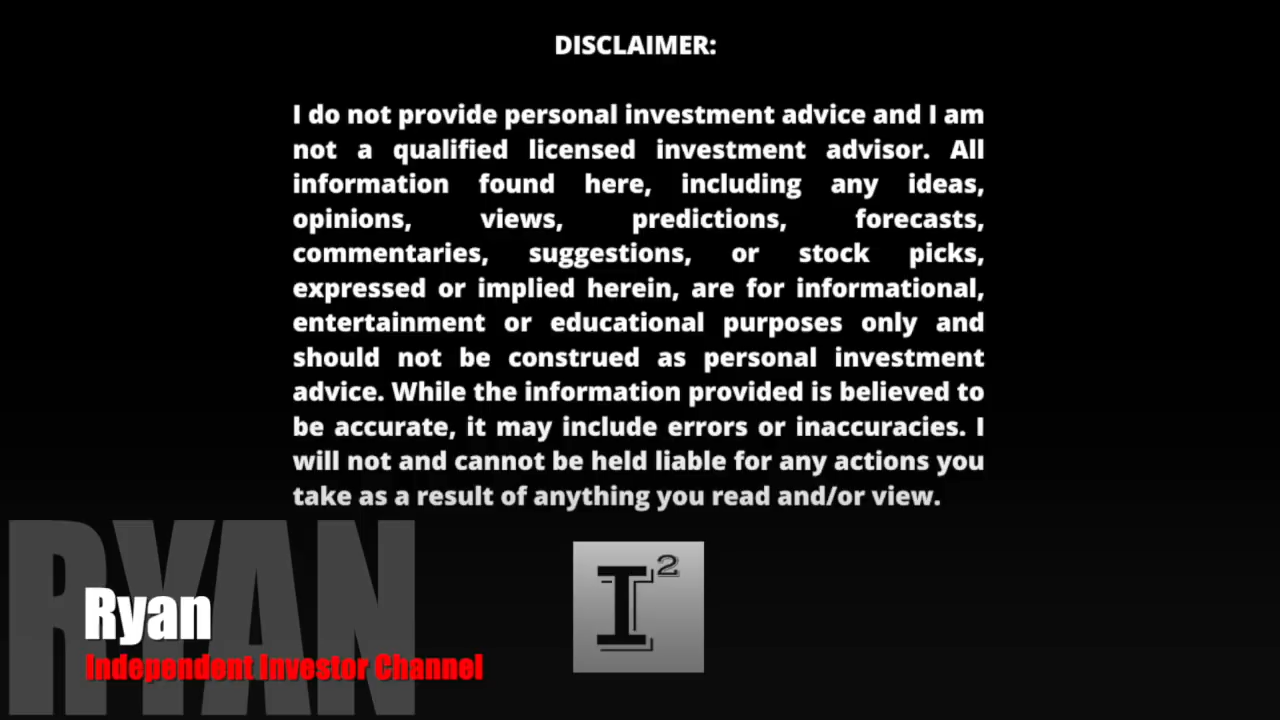 DISCLAIMER:
I do not provide personal investment advice and I am
not a qualified licensed investment advisor. All
information found here, including any ideas,
opinions, views, predictions, forecasts,
commentaries, suggestions, or stock picks,
expressed or implied herein, are for informational,
entertainment or educational purposes only and
should not be construed as personal investment
advice. While the information provided is believed to
be accurate, it may include errors or inaccuracies. I
will not and cannot be held liable for any actions you
take as a result of anything you read and/or view.
I²
RYAN
Ryan
Independent Investor Channel